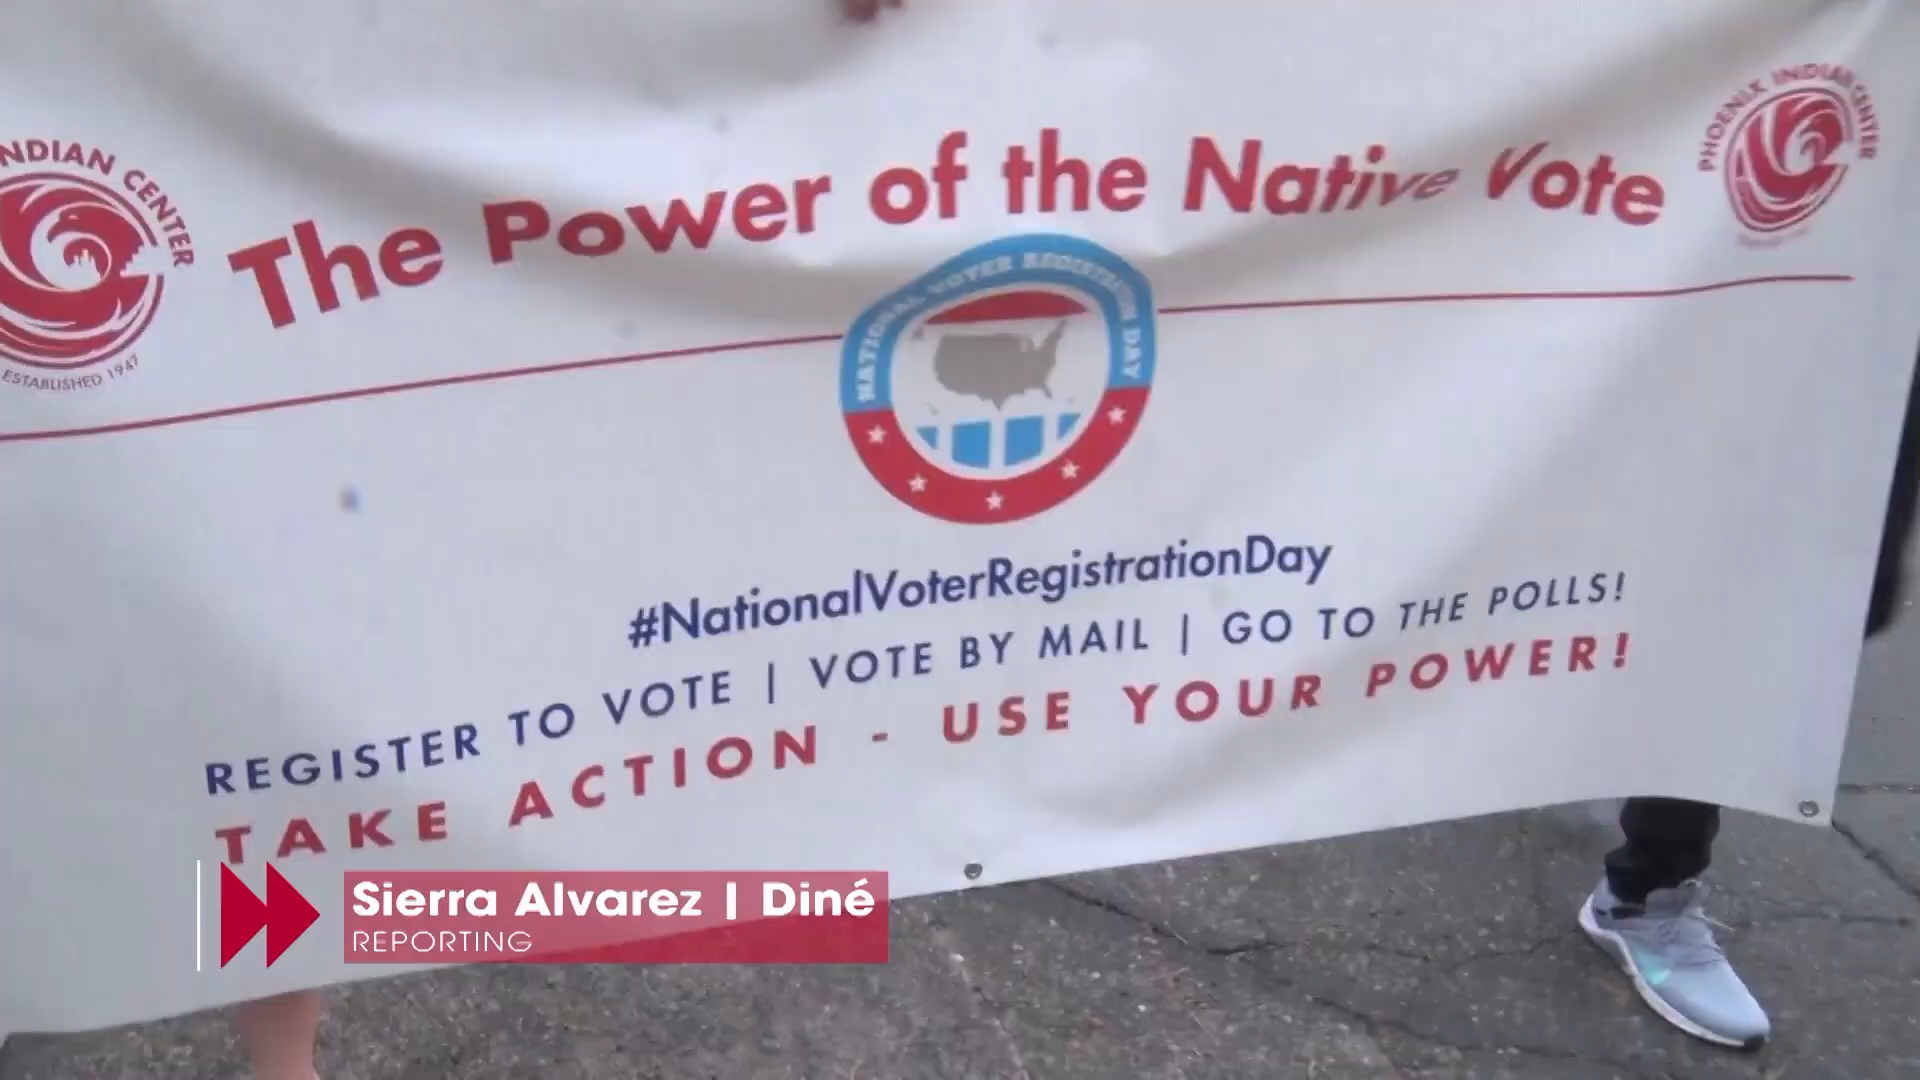 INDIAN CENTER
ESTABLISHED 1947
The Power of the Native Vote
PHOENIX INDIAN CENTER
NATIONAL VOTER REGISTRATION DAY
#NationalVoterRegistrationDay
REGISTER TO VOTE | VOTE BY MAIL | GO TO THE POLLS!
TAKE ACTION - USE YOUR POWER!
Sierra Alvarez | Diné
REPORTING